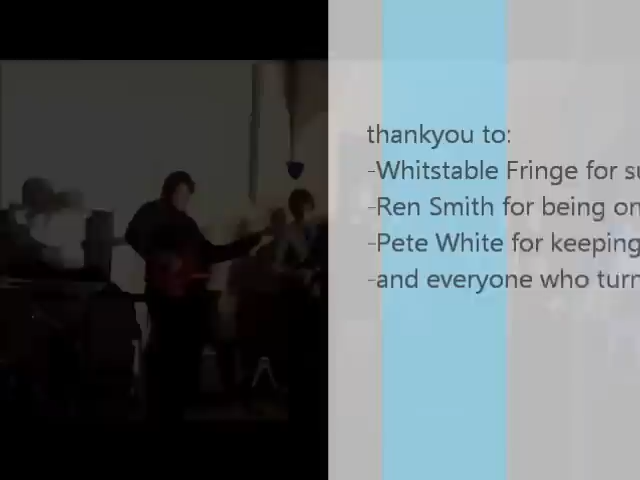 thankyou to:
-Whitstable Fringe for su
-Ren Smith for being on
-Pete White for keeping
-and everyone who turn